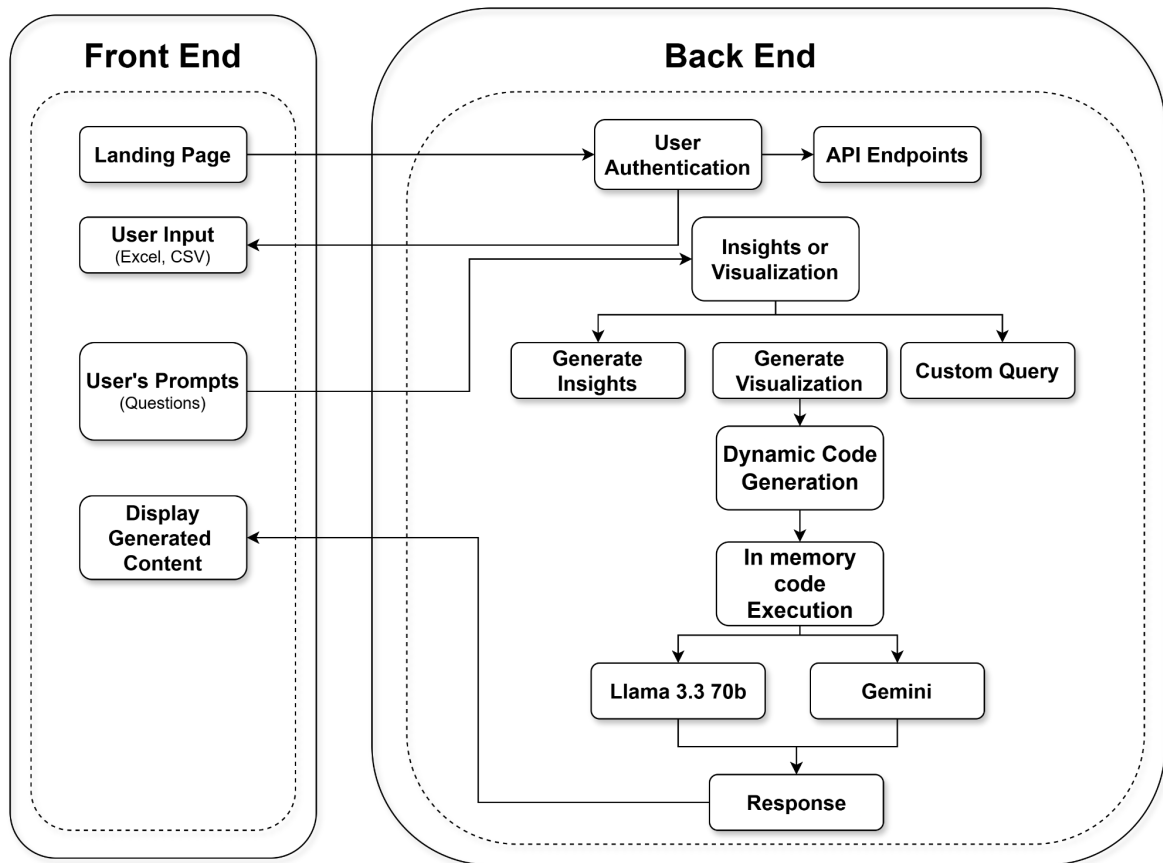 Front End
Landing Page
User Input
(Excel, CSV)
User's Prompts
(Questions)
Display
Generated
Content
Back End
User
Authentication
API Endpoints
Insights or
Visualization
Generate
Insights
Generate
Visualization
Custom Query
Dynamic Code
Generation
In memory
code
Execution
Llama 3.3 70b
Gemini
Response